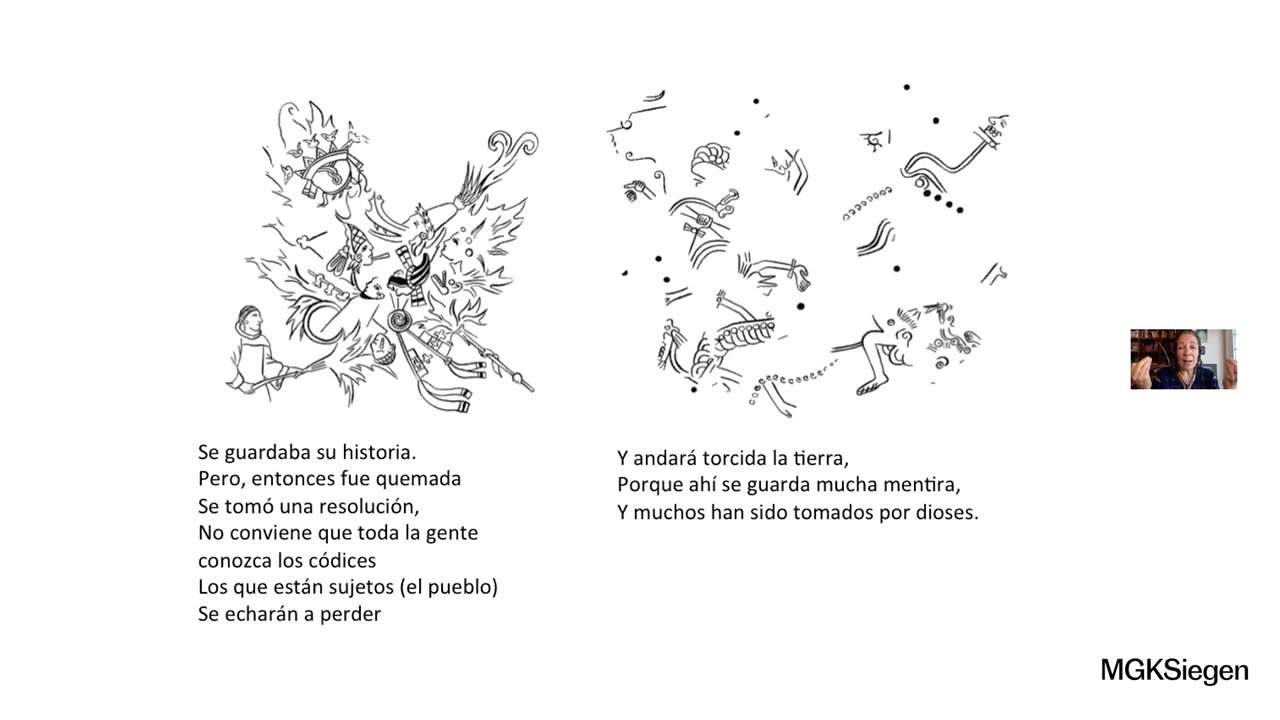 Se guardaba su historia.
Pero, entonces fue quemada
Se tomó una resolución,
No conviene que toda la gente
conozca los códices
Los que están sujetos (el pueblo)
Se echarán a perder
Y andará torcida la tierra,
Porque ahí se guarda mucha mentira,
Y muchos han sido tomados por dioses.
MGKSiegen